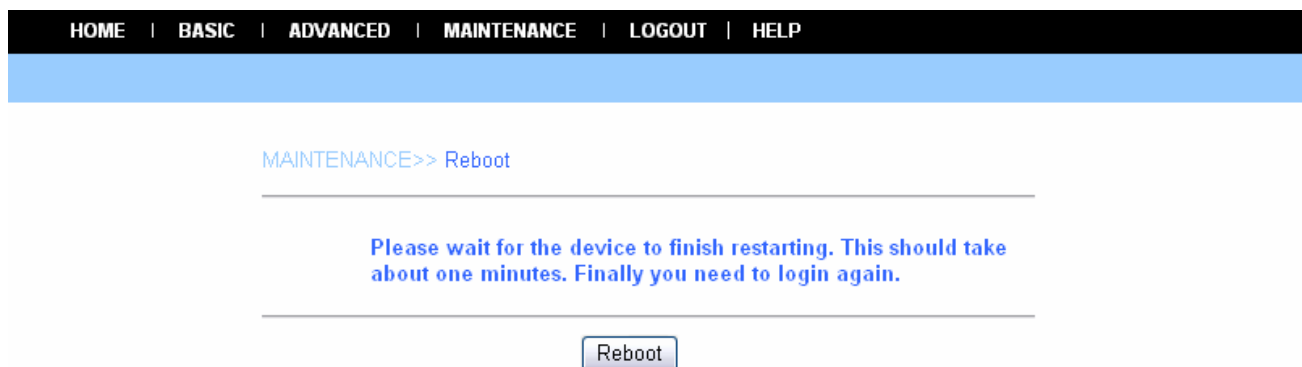 HOME | BASIC | ADVANCED | MAINTENANCE | LOGOUT | HELP
MAINTENANCE>> Reboot
Please wait for the device to finish restarting. This should take
about one minutes. Finally you need to login again.
Reboot